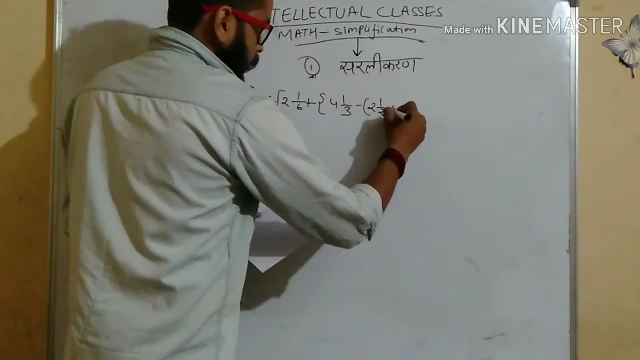 Made with KINEMASTER
TELLECTUAL CLASSES
MATH - Simplification
① सरलीकरण
[2 1/6 + { 4 1/3 - (2 1/